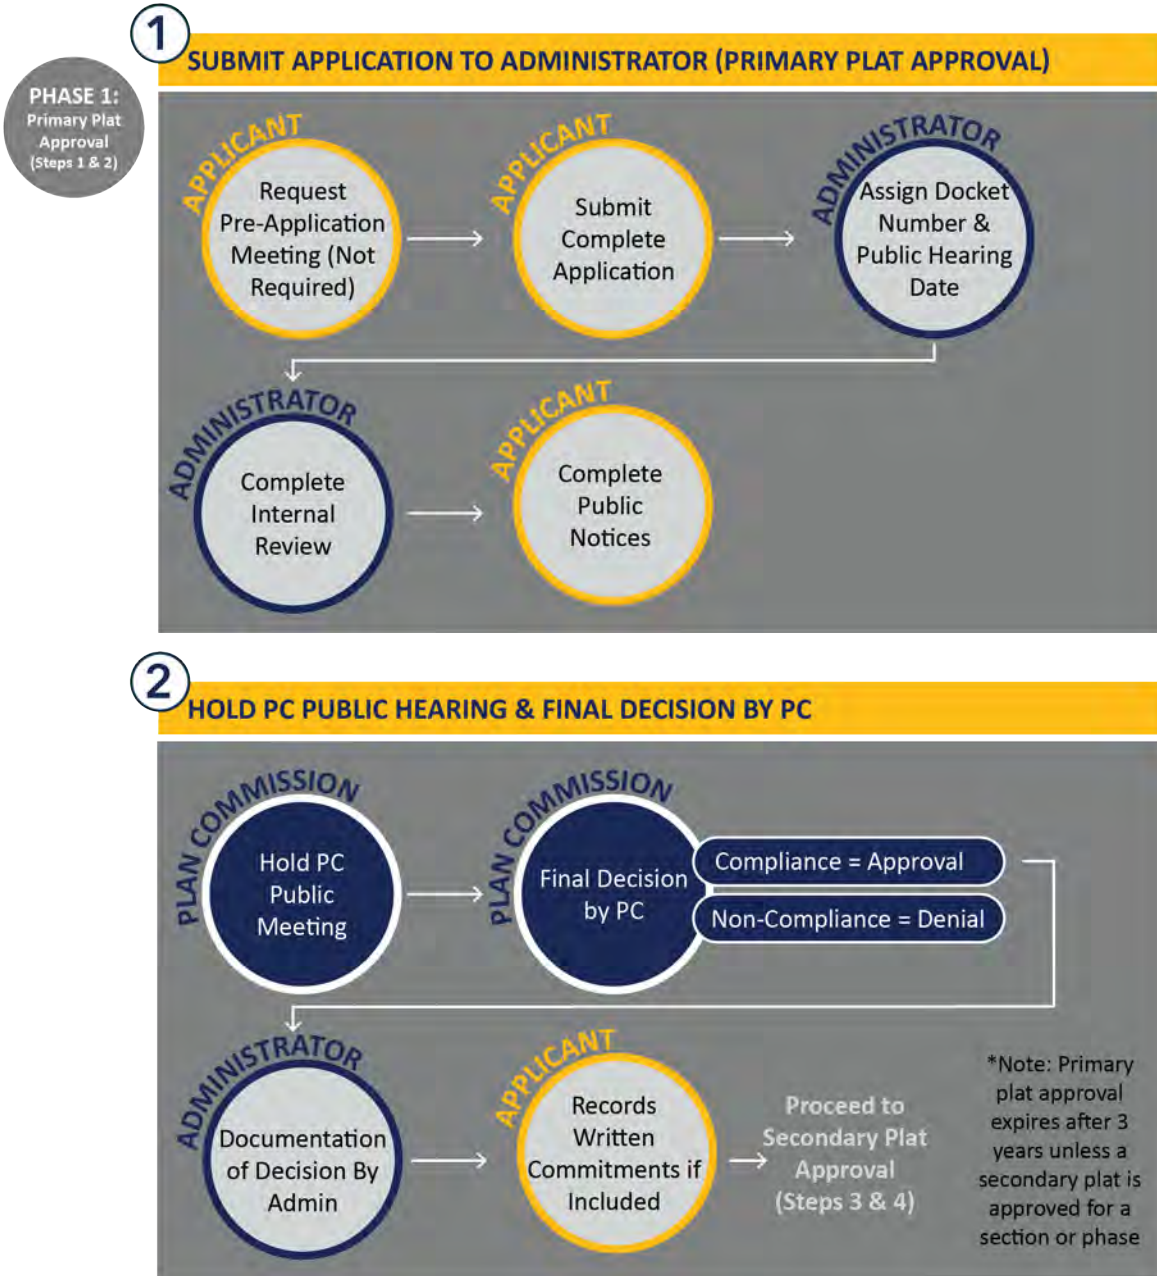 1
SUBMIT APPLICATION TO ADMINISTRATOR (PRIMARY PLAT APPROVAL)
PHASE 1:
Primary Plat
Approval
(Steps 1 & 2)
APPLICANT
Request
Pre-Application
Meeting (Not
Required)
APPLICANT
Submit
Complete
Application
ADMINISTRATOR
Assign Docket
Number &
Public Hearing
Date
ADMINISTRATOR
Complete
Internal
Review
APPLICANT
Complete
Public
Notices
2
HOLD PC PUBLIC HEARING & FINAL DECISION BY PC
PLAN COMMISSION
Hold PC
Public
Meeting
PLAN COMMISSION
Final Decision
by PC
Compliance = Approval
Non-Compliance = Denial
ADMINISTRATOR
Documentation
of Decision By
Admin
APPLICANT
Records
Written
Commitments if
Included
Proceed to
Secondary Plat
Approval
(Steps 3 & 4)
*Note: Primary
plat approval
expires after 3
years unless a
secondary plat is
approved for a
section or phase